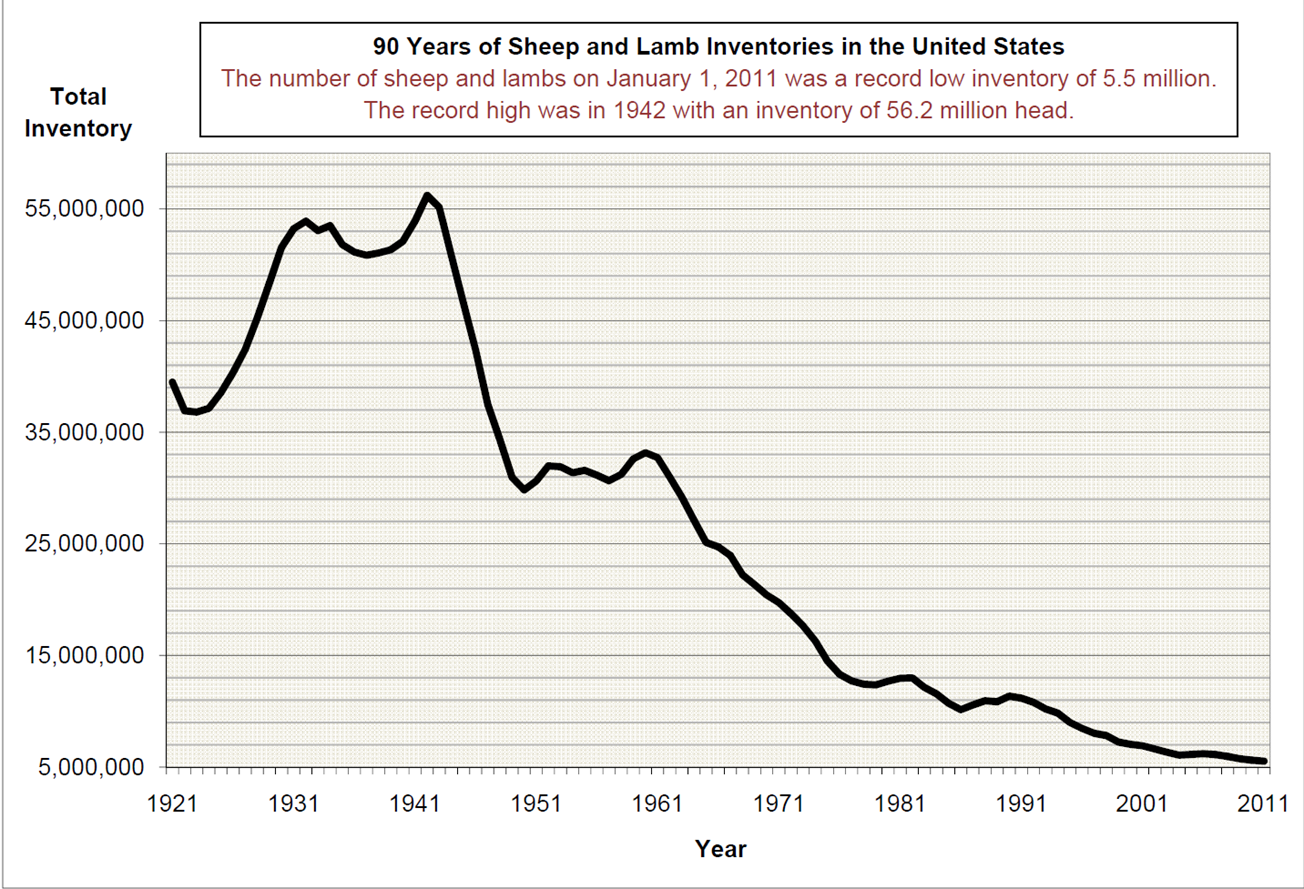 90 Years of Sheep and Lamb Inventories in the United States
The number of sheep and lambs on January 1, 2011 was a record low inventory of 5.5 million.
The record high was in 1942 with an inventory of 56.2 million head.
Total
Inventory
55,000,000
45,000,000
35,000,000
25,000,000
15,000,000
5,000,000
1921 1931 1941 1951 1961 1971 1981 1991 2001 2011
Year